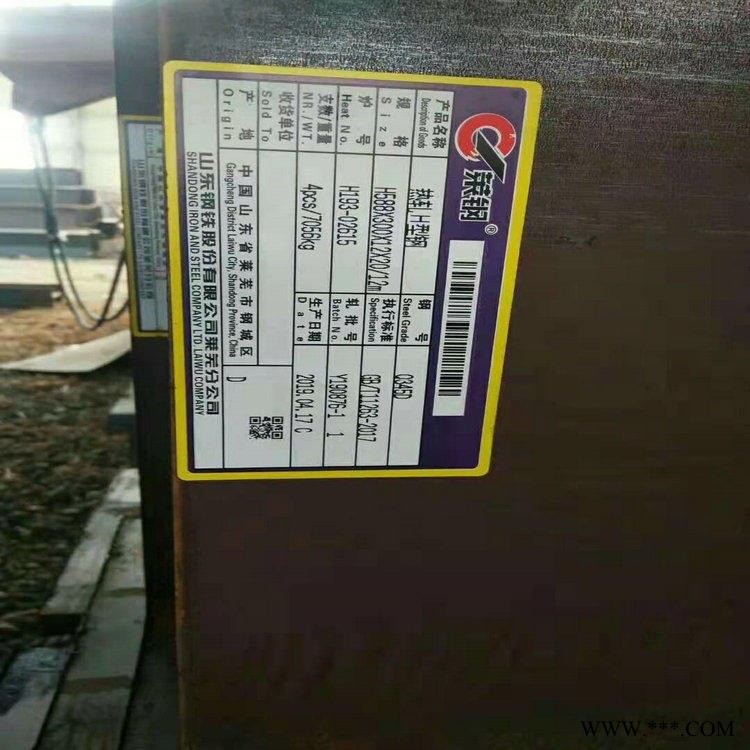 莱钢®
产品名称 热轧H型钢 钢号 Q345D
Description of Goods Steel Grade
规格 H588X300X12X20/12m 执行标准 GB/T11263-2017
Size Specification
炉号 H193-02615 轧批号 Y190876-1 1
Heat No. Batch No.
支数/重量 4pcs/7056kg 生产日期 2019.04.17 C
NR./WT. Date
收货单位
Sold To
产地 中国山东省莱芜市钢城区 D
Origin Gangcheng District Laiwu City, Shandong Province, China
山东钢铁股份有限公司莱芜分公司
SHANDONG IRON AND STEEL COMPANY LTD. LAIWU COMPANY
WWW.***.COM